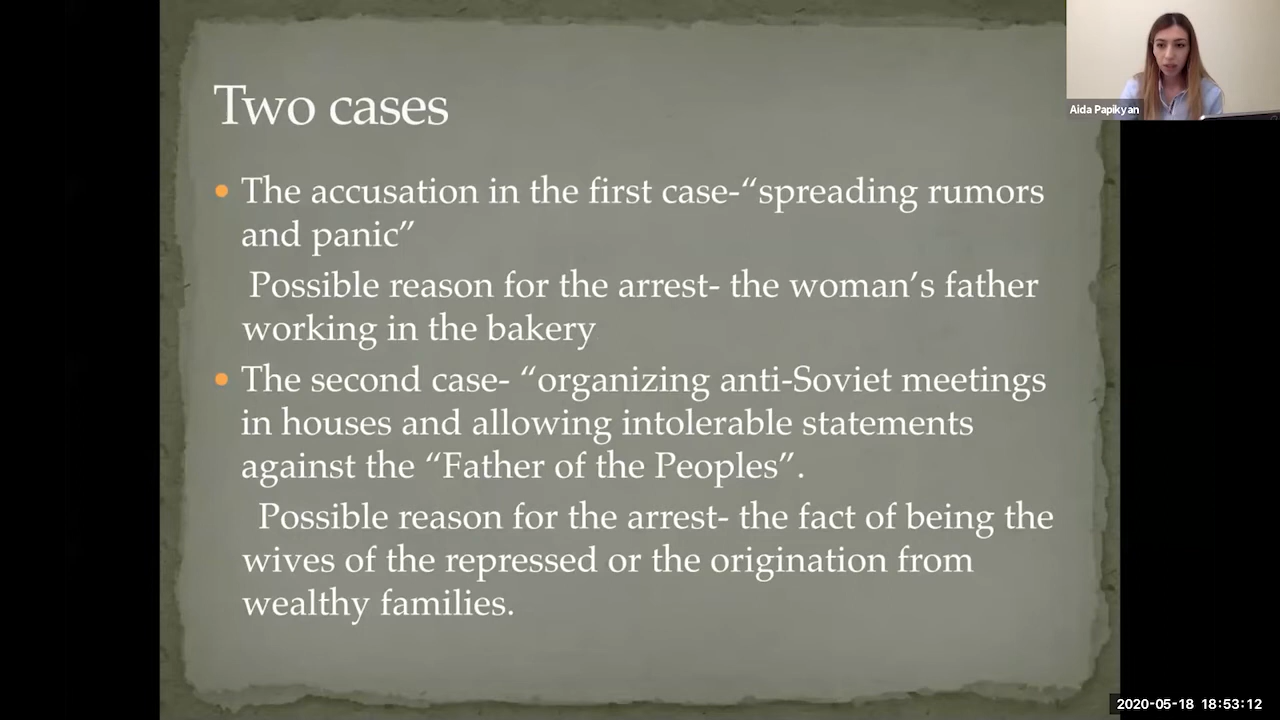 Two cases
The accusation in the first case-“spreading rumors
and panic”
Possible reason for the arrest- the woman’s father
working in the bakery
The second case- “organizing anti-Soviet meetings
in houses and allowing intolerable statements
against the “Father of the Peoples”.
Possible reason for the arrest- the fact of being the
wives of the repressed or the origination from
wealthy families.
Aida Papikyan
2020-05-18 18:53:12